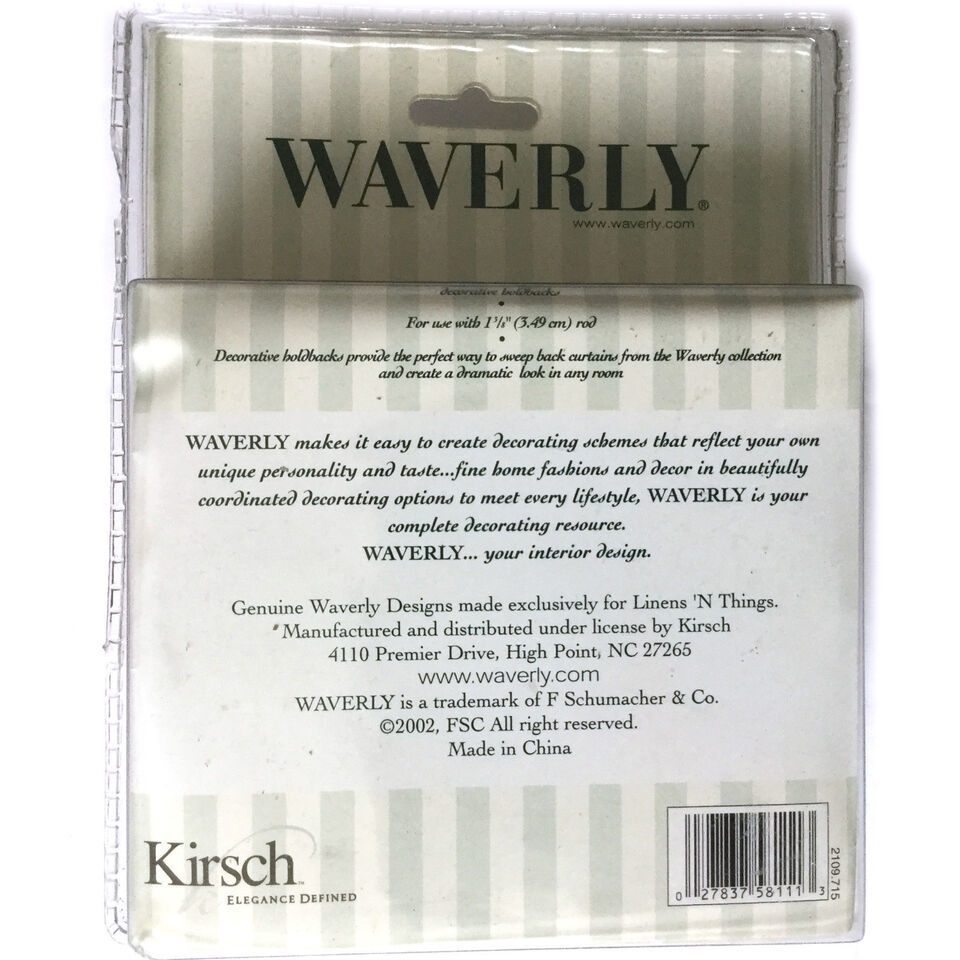 WAVERLY®
www.waverly.com
decorative holdbacks
For use with 1 3/8" (3.49 cm) rod
Decorative holdbacks provide the perfect way to sweep back curtains from the Waverly collection
and create a dramatic look in any room
WAVERLY makes it easy to create decorating schemes that reflect your own
unique personality and taste...fine home fashions and decor in beautifully
coordinated decorating options to meet every lifestyle, WAVERLY is your
complete decorating resource.
WAVERLY... your interior design.
Genuine Waverly Designs made exclusively for Linens 'N Things.
Manufactured and distributed under license by Kirsch
4110 Premier Drive, High Point, NC 27265
www.waverly.com
WAVERLY is a trademark of F Schumacher & Co.
©2002, FSC All right reserved.
Made in China
Kirsch™
ELEGANCE DEFINED
0 27837 58111 3
2109.715